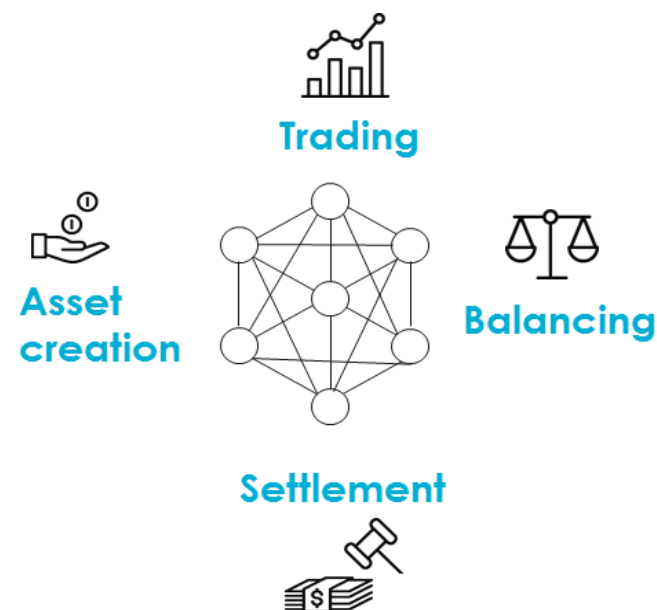 Trading
Asset
creation
Balancing
Settlement
$